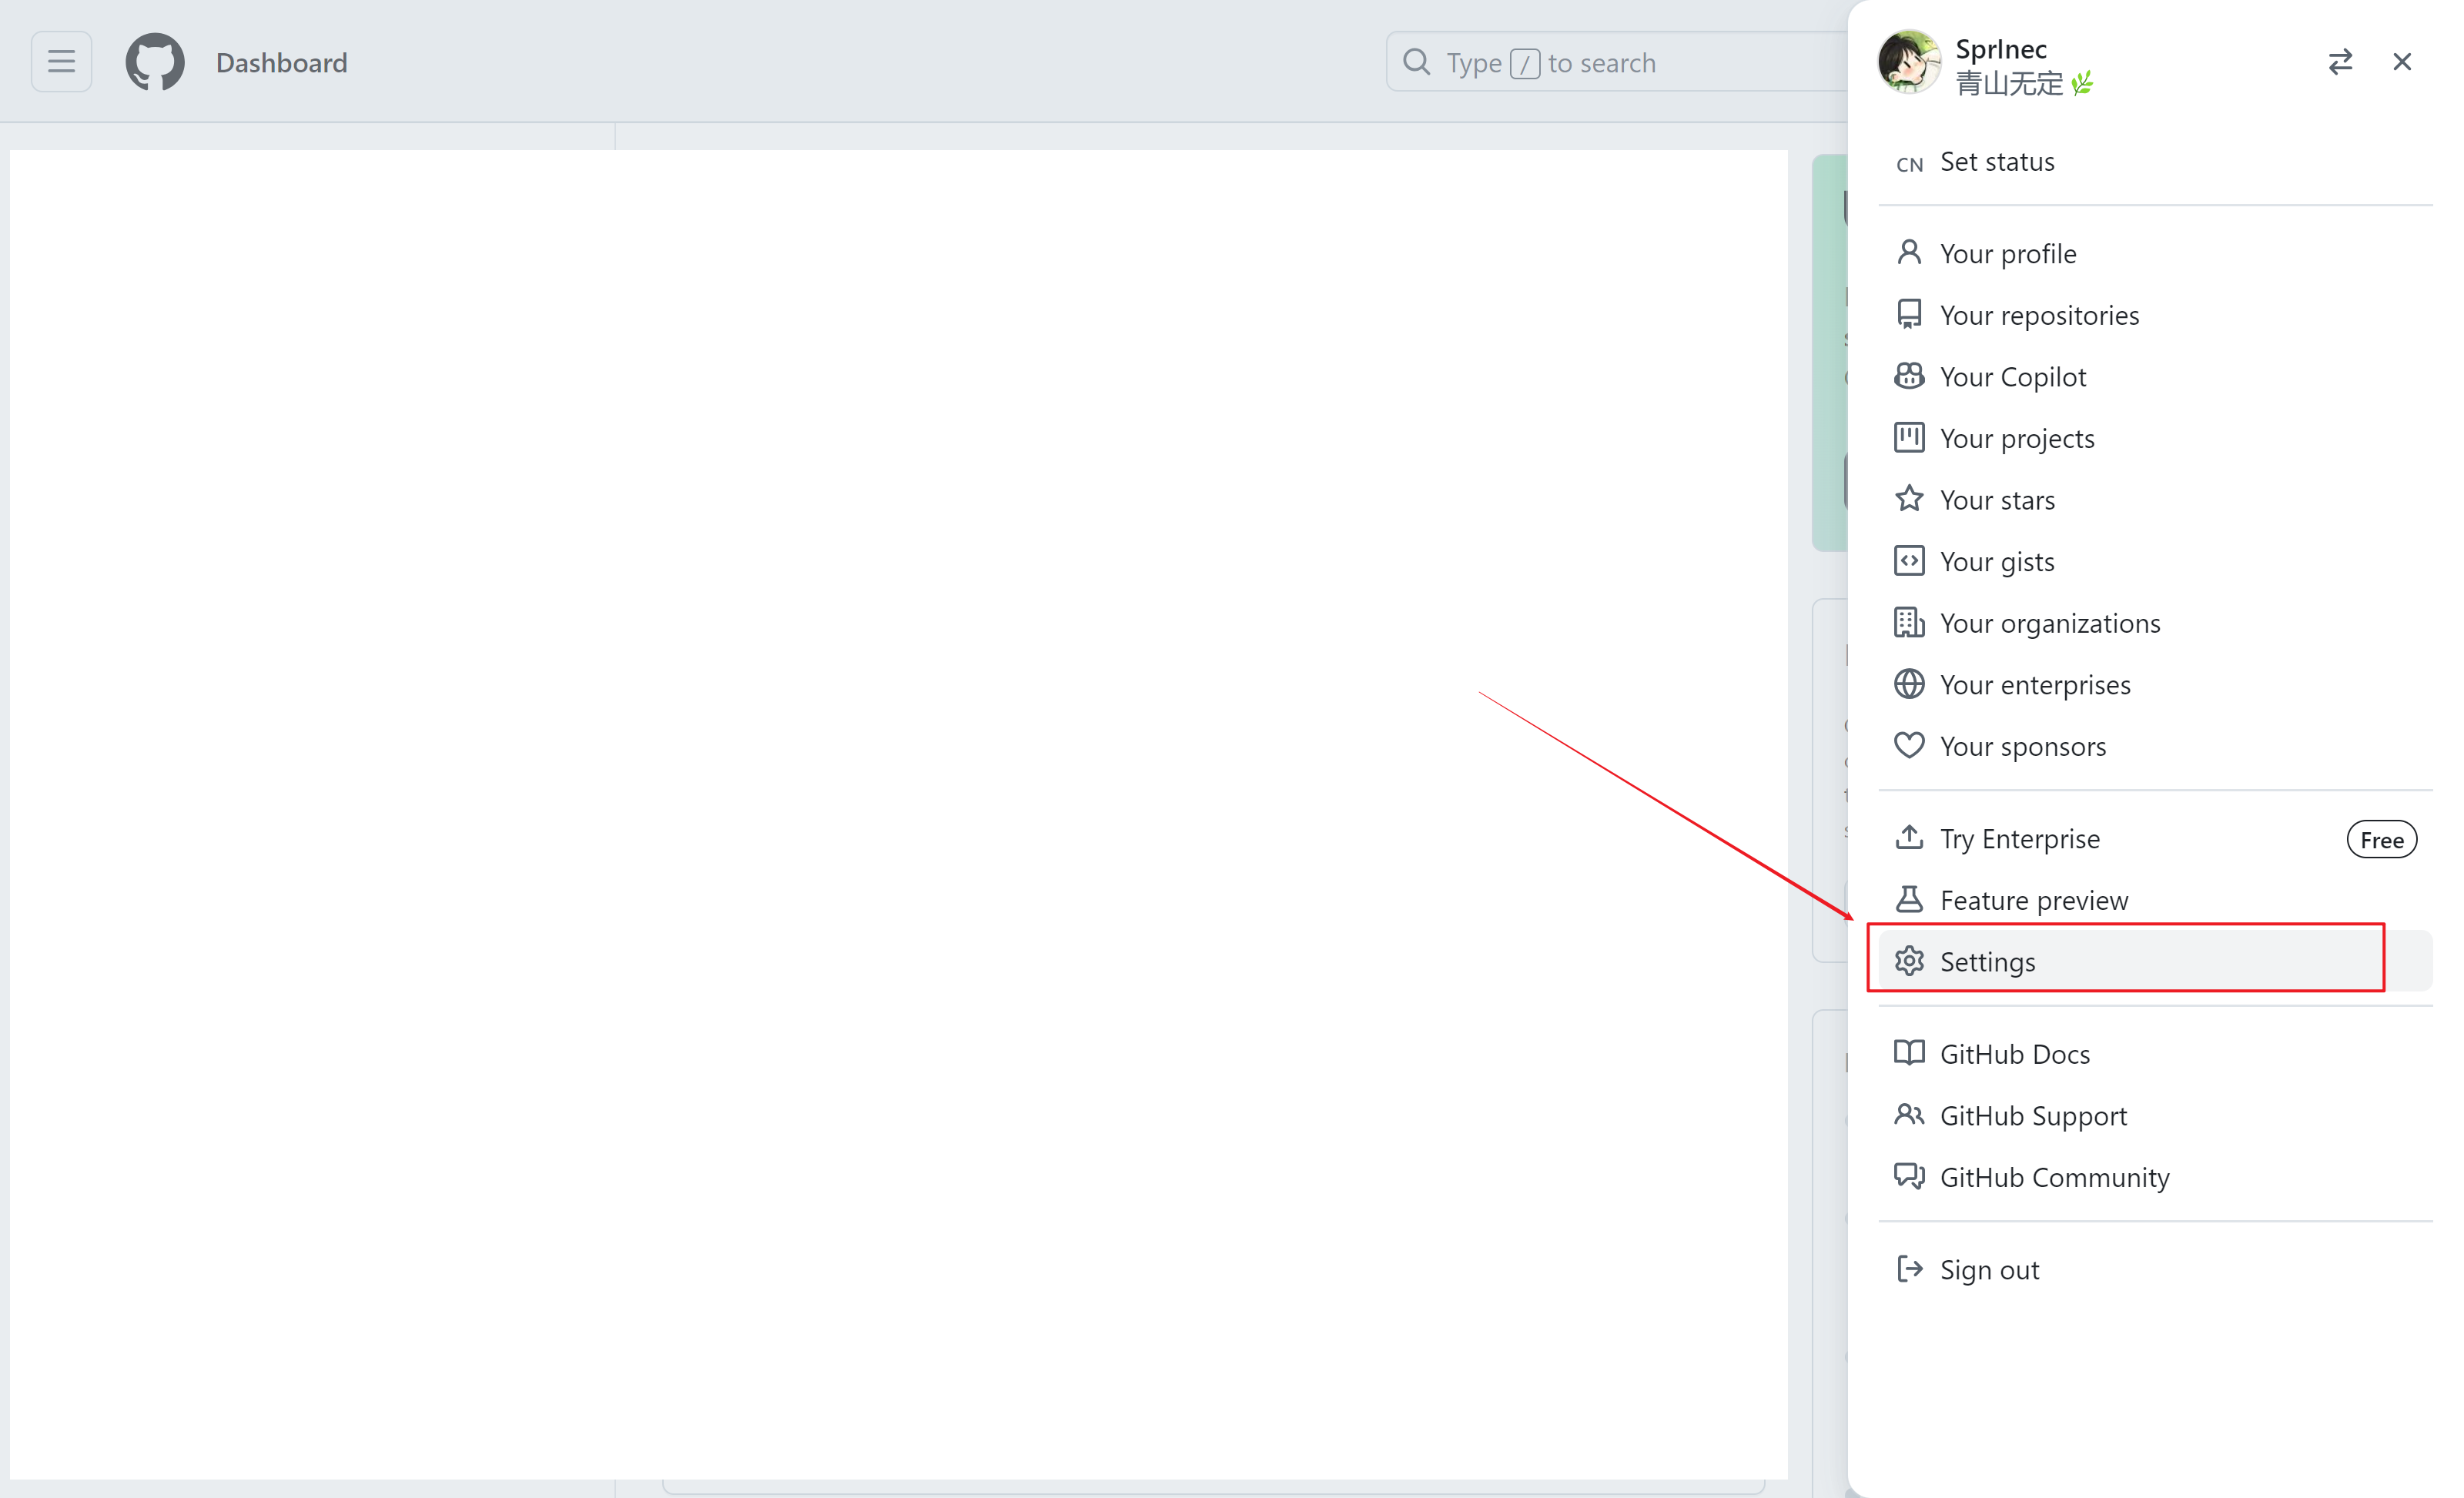 Dashboard
Type / to search
SprInec
青山无定🌿
CN Set status
Your profile
Your repositories
Your Copilot
Your projects
Your stars
Your gists
Your organizations
Your enterprises
Your sponsors
Try Enterprise Free
Feature preview
Settings
GitHub Docs
GitHub Support
GitHub Community
Sign out